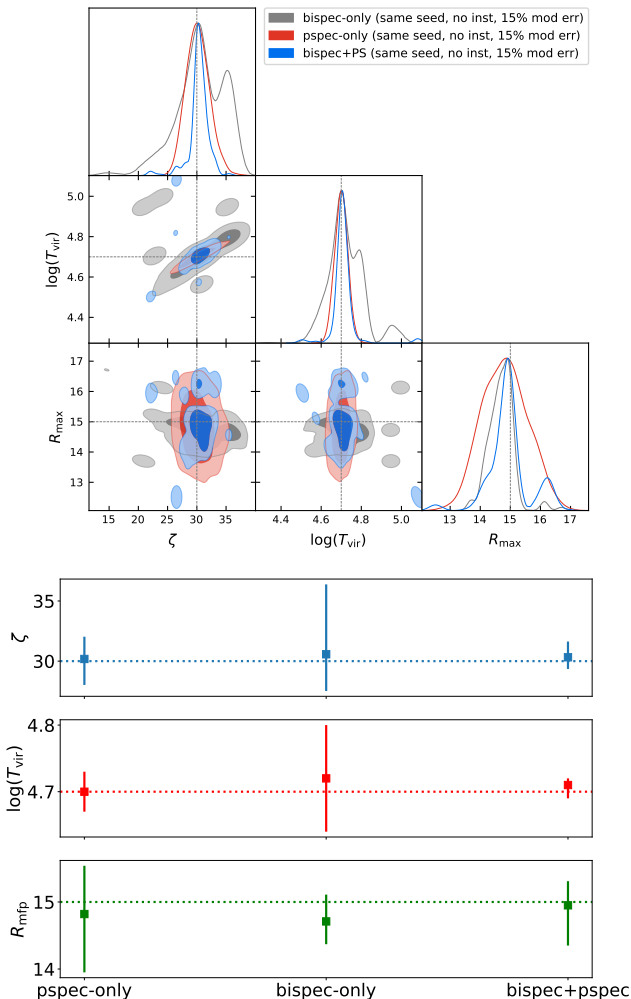 bispec-only (same seed, no inst, 15% mod err)
pspec-only (same seed, no inst, 15% mod err)
bispec+PS (same seed, no inst, 15% mod err)
5.0
4.8
4.6
4.4
log(T_vir)
17
16
15
14
13
R_max
15 20 25 30 35
ζ
4.4 4.6 4.8 5.0
log(T_vir)
13 14 15 16 17
R_max
35
30
ζ
4.8
4.7
log(T_vir)
15
14
R_mfp
pspec-only bispec-only bispec+pspec